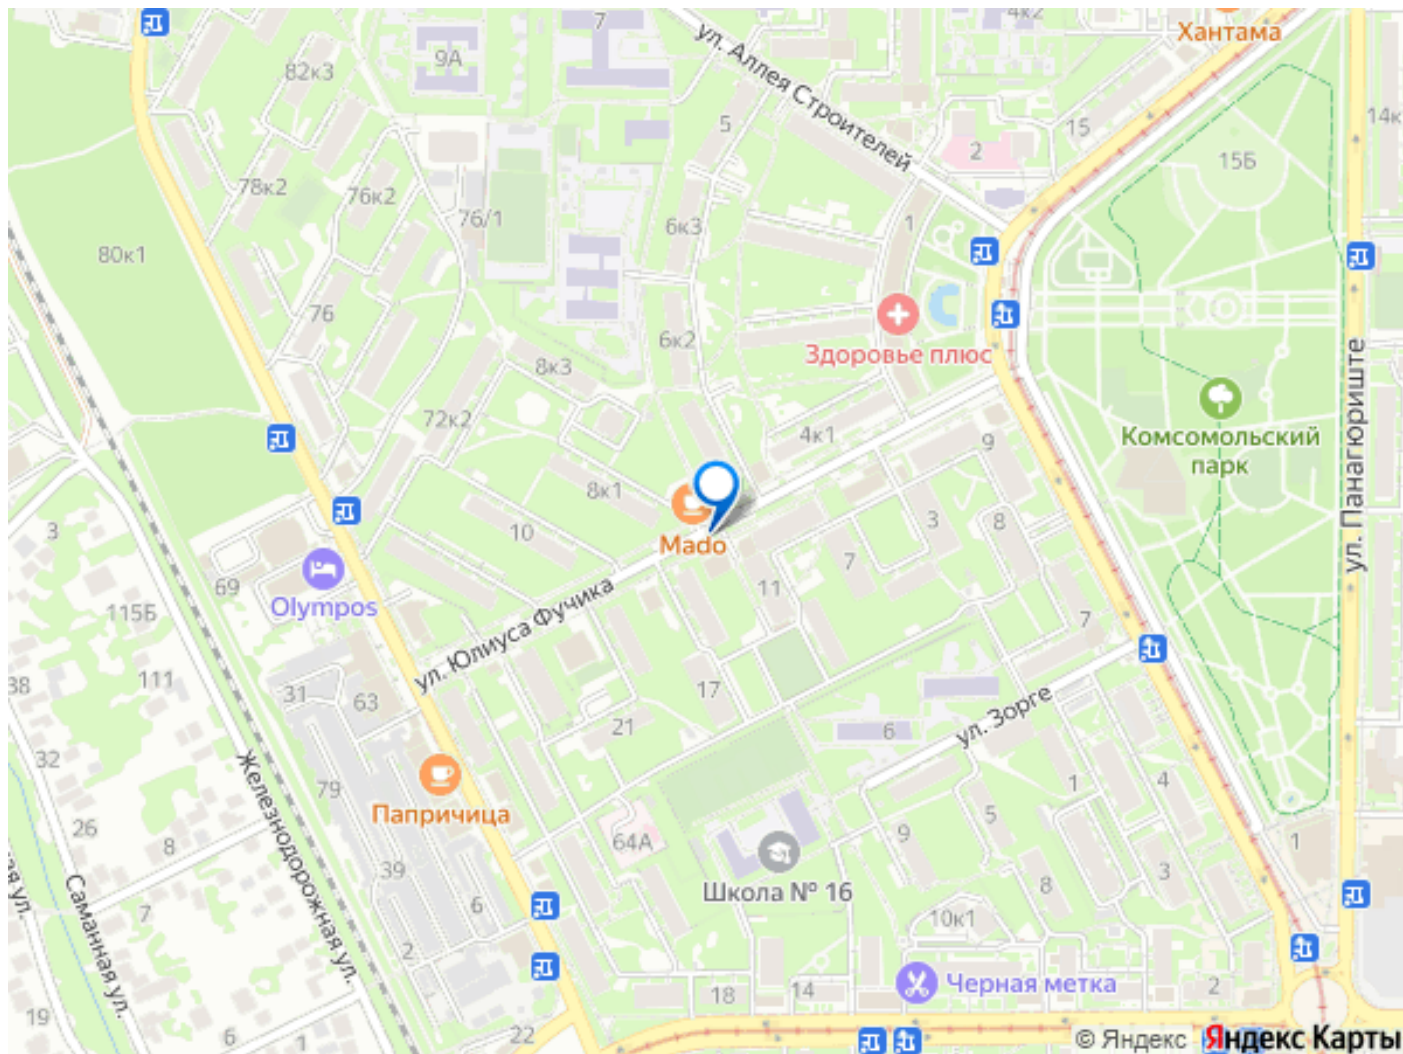 7
4к2
Хантама
82к3
9А
ул. Аллея Строителей
5
15
14к
2
15Б
78к2
76к2
76/1
6к3
1
80к1
76
6к2
Здоровье плюс
ул. Панагюриште
8к3
72к2
4к1
9
Комсомольский
парк
8к1
10
3
8
3
Mado
7
69
Olympos
11
115Б
ул. Юлиуса Фучика
7
38
111
31
63
17
21
ул. Зорге
6
32
Железнодорожная ул.
79
Папричица
1
4
26
8
64А
5
9
1
39
Школа № 16
8
3
Саманная ул.
ая ул.
7
6
10к1
2
Черная метка
18
14
2
19
6
1
22
© Яндекс
Яндекс Карты